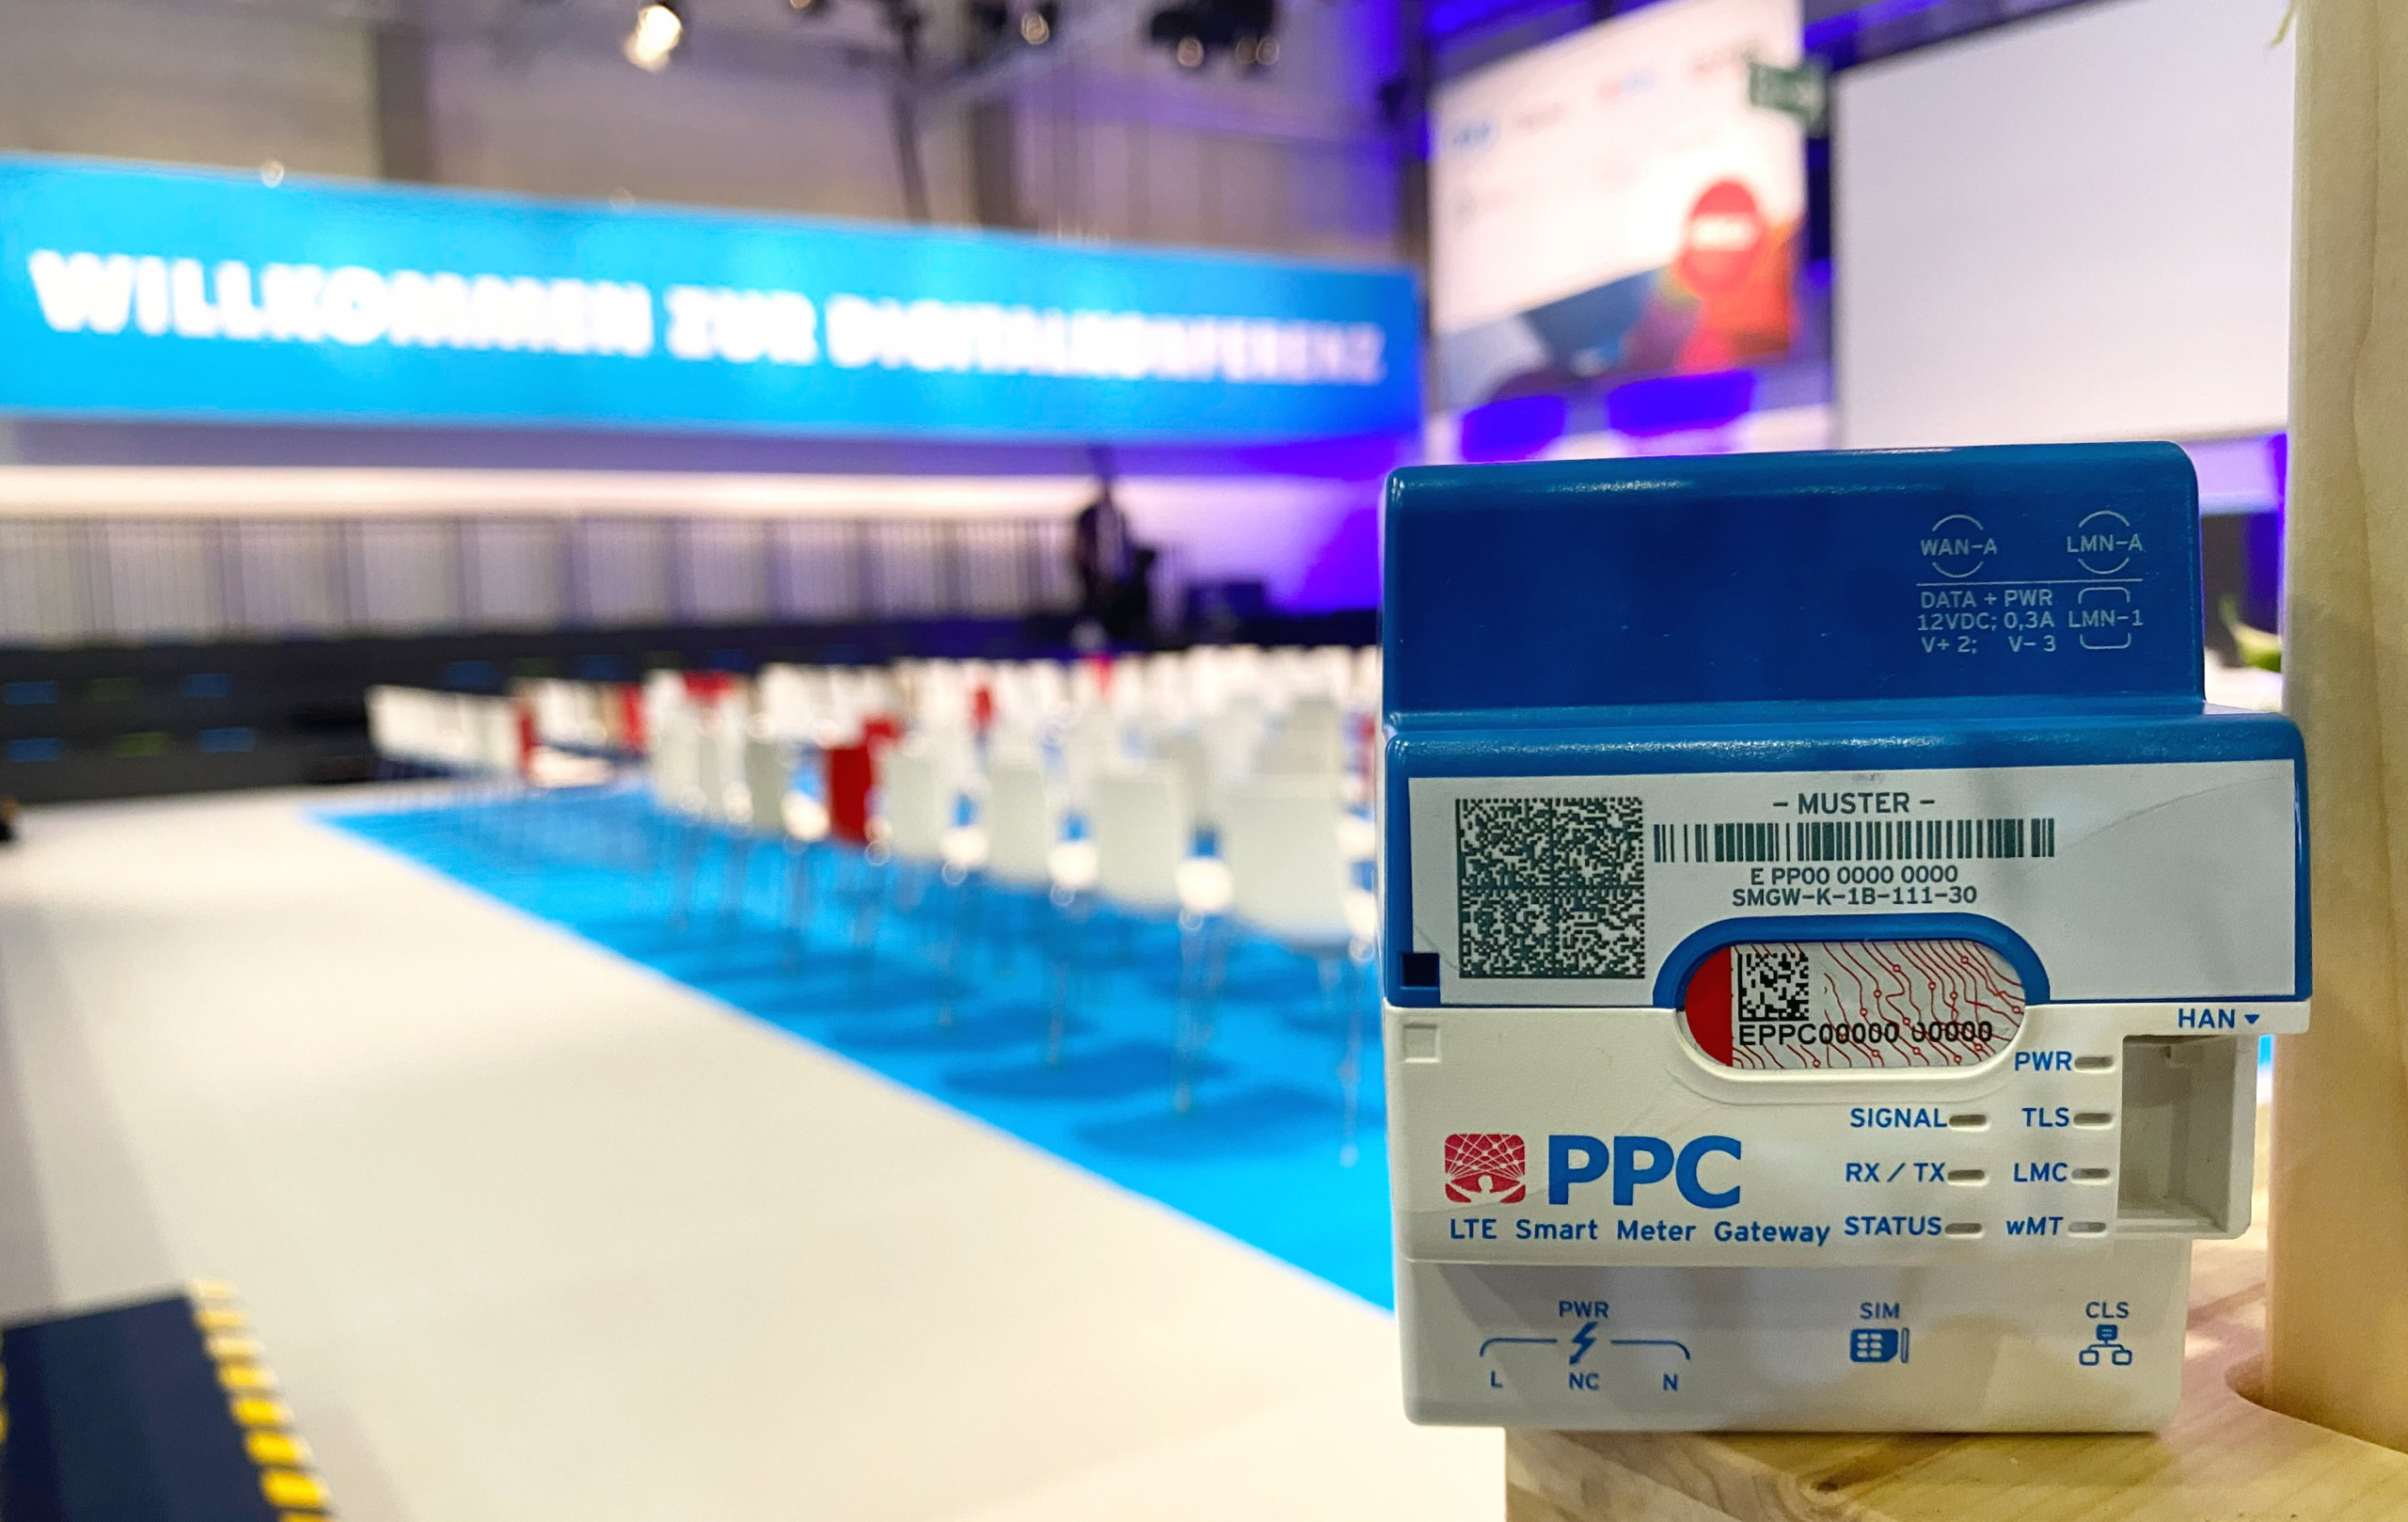 WILLKOMMEN ZUR DIGITALKONFERENZ
WAN-A LMN-A
DATA + PWR
12VDC; 0,3A LMN-1
V+ 2; V- 3
- MUSTER -
E PP00 0000 0000
SMGW-K-1B-111-30
EPPC00000 00000
HAN
PWR
SIGNAL TLS
PPC
RX / TX LMC
LTE Smart Meter Gateway
STATUS wMT
PWR
L NC N
SIM
CLS